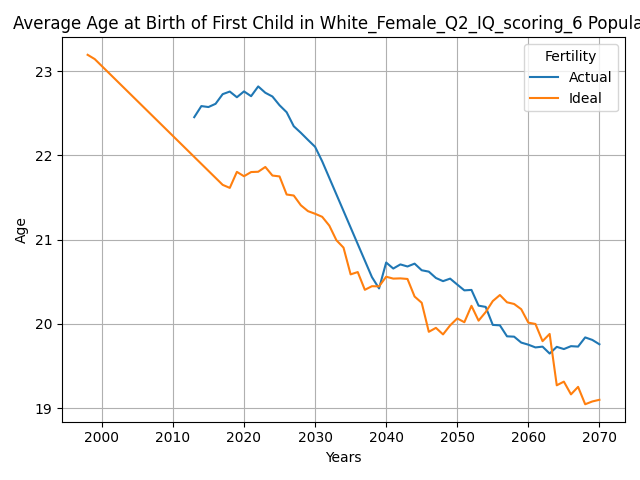 Average Age at Birth of First Child in White_Female_Q2_IQ_scoring_6 Popula
Fertility
Actual
Ideal
23
22
21
20
19
Age
2000 2010 2020 2030 2040 2050 2060 2070
Years